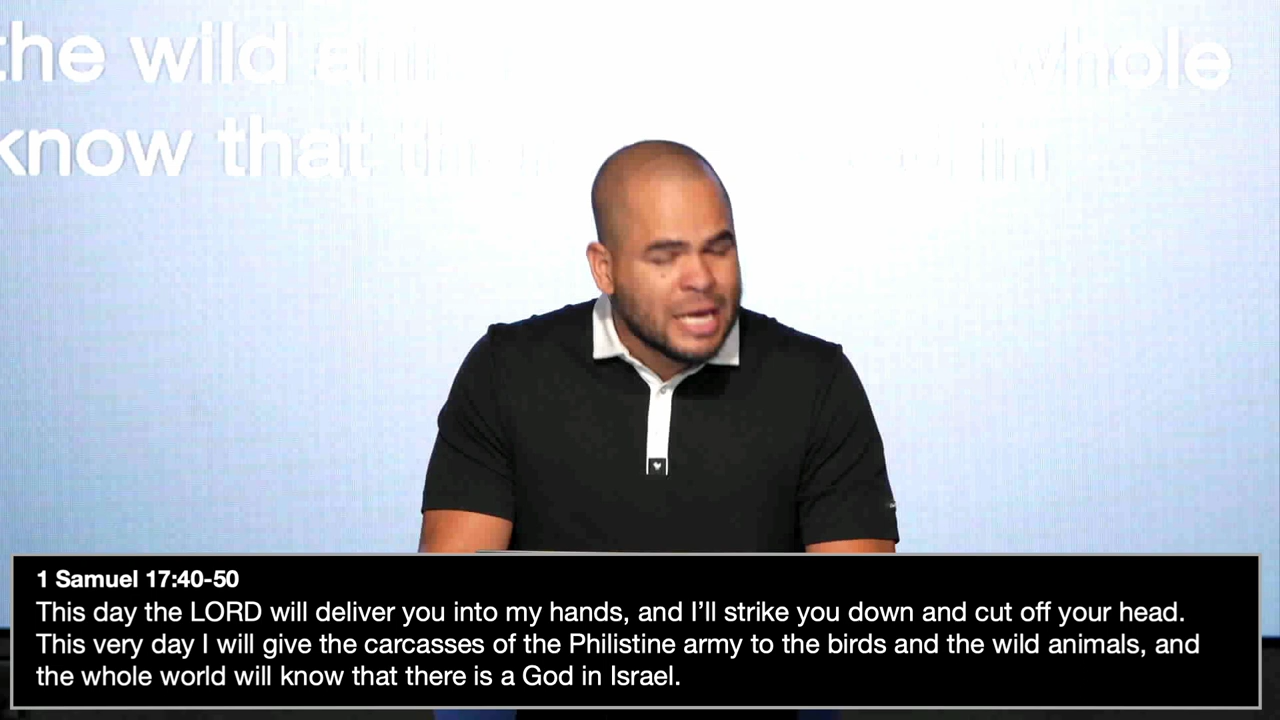 the wild
whole
know that
in
1 Samuel 17:40-50
This day the LORD will deliver you into my hands, and I’ll strike you down and cut off your head.
This very day I will give the carcasses of the Philistine army to the birds and the wild animals, and
the whole world will know that there is a God in Israel.